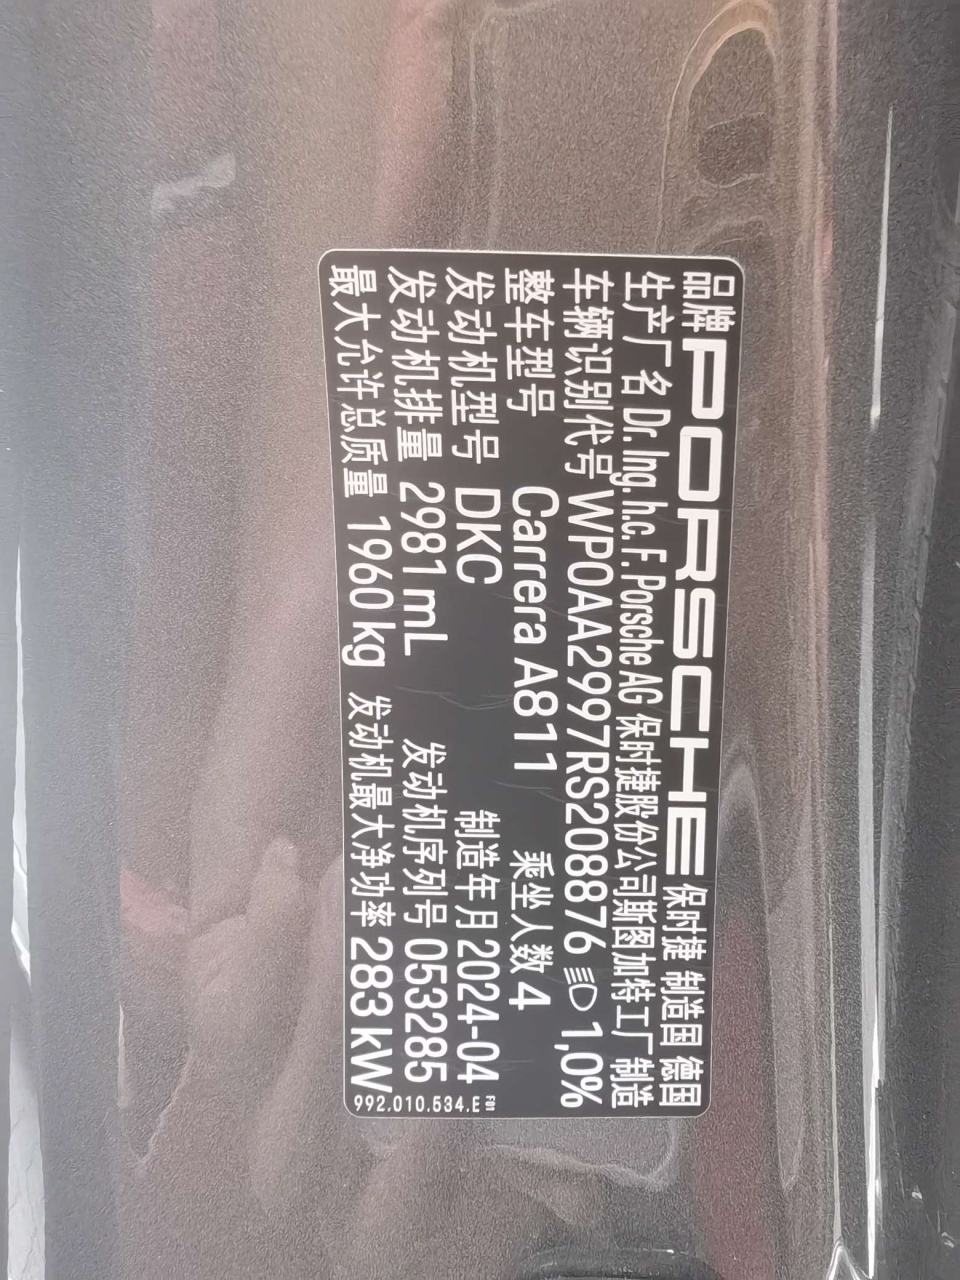 品牌 PORSCHE 保时捷 制造国 德国
生产厂名 Dr. Ing. h.c. F. Porsche AG 保时捷股份公司斯图加特工厂制造
车辆识别代号 WP0AA2997RS208876 1,0%
整车型号 Carrera A811 乘坐人数 4
发动机型号 DKC 制造年月 2024-04
发动机排量 2981 mL 发动机序列号 053285
最大允许总质量 1960 kg 发动机最大净功率 283 kW
992.010.534.E F01